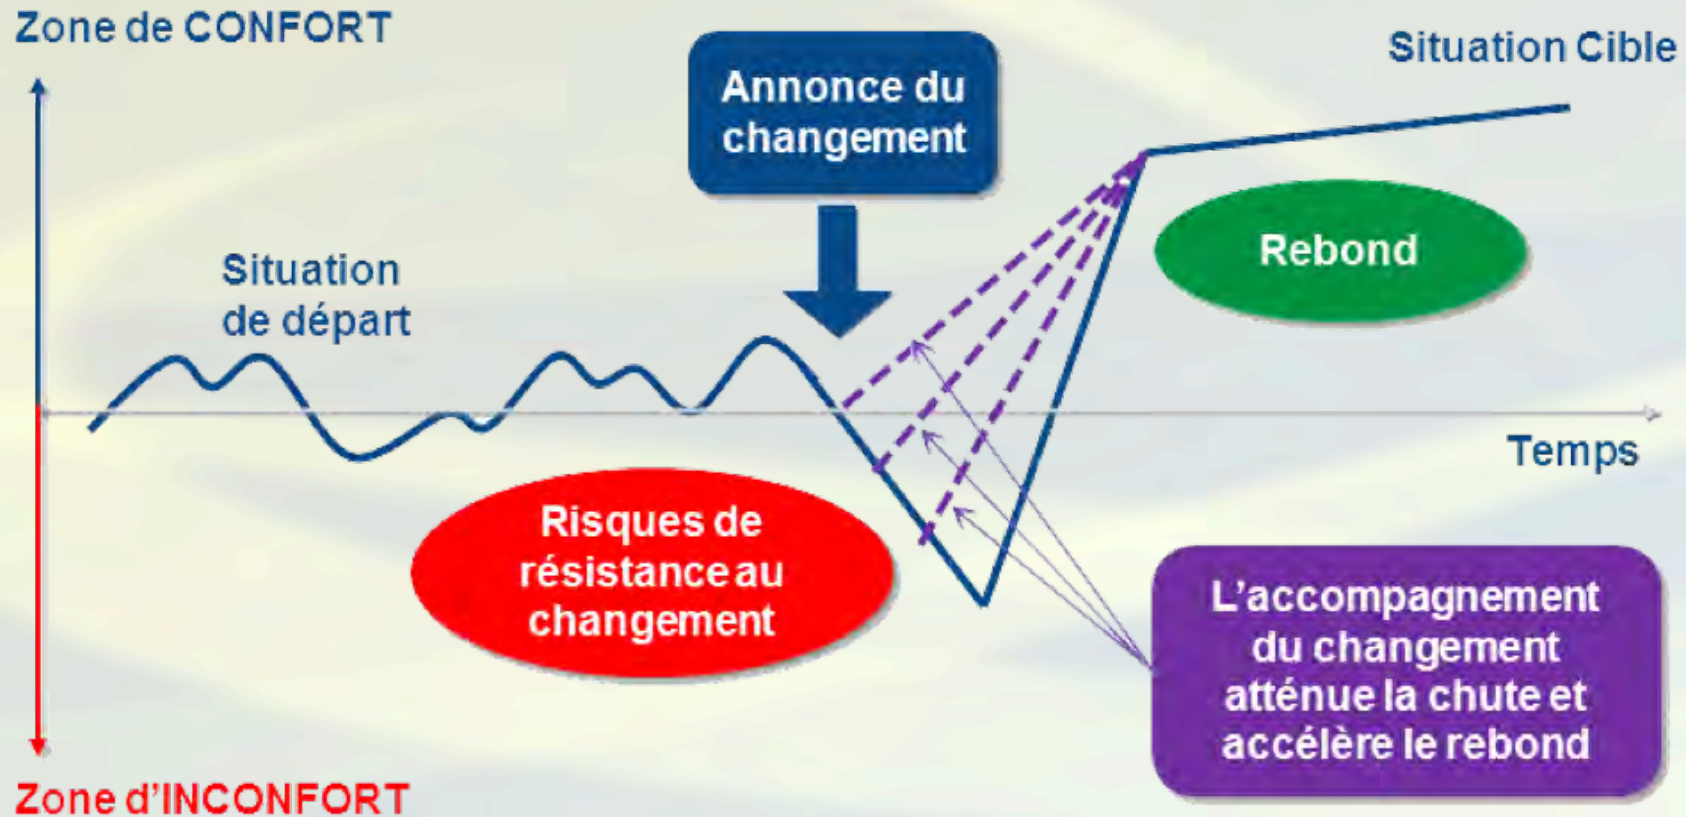 Zone de CONFORT
Annonce du
changement
Situation Cible
Situation
de départ
Rebond
Temps
Risques de
résistance au
changement
L'accompagnement
du changement
atténue la chute et
accélère le rebond
Zone d'INCONFORT